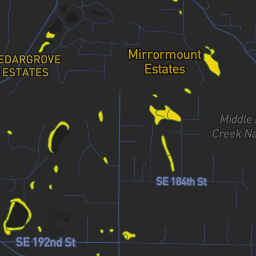 Mirrormount
Estates
EDARGROVE
ESTATES
Middle
Creek Na
SE 184th St
SE 192nd St